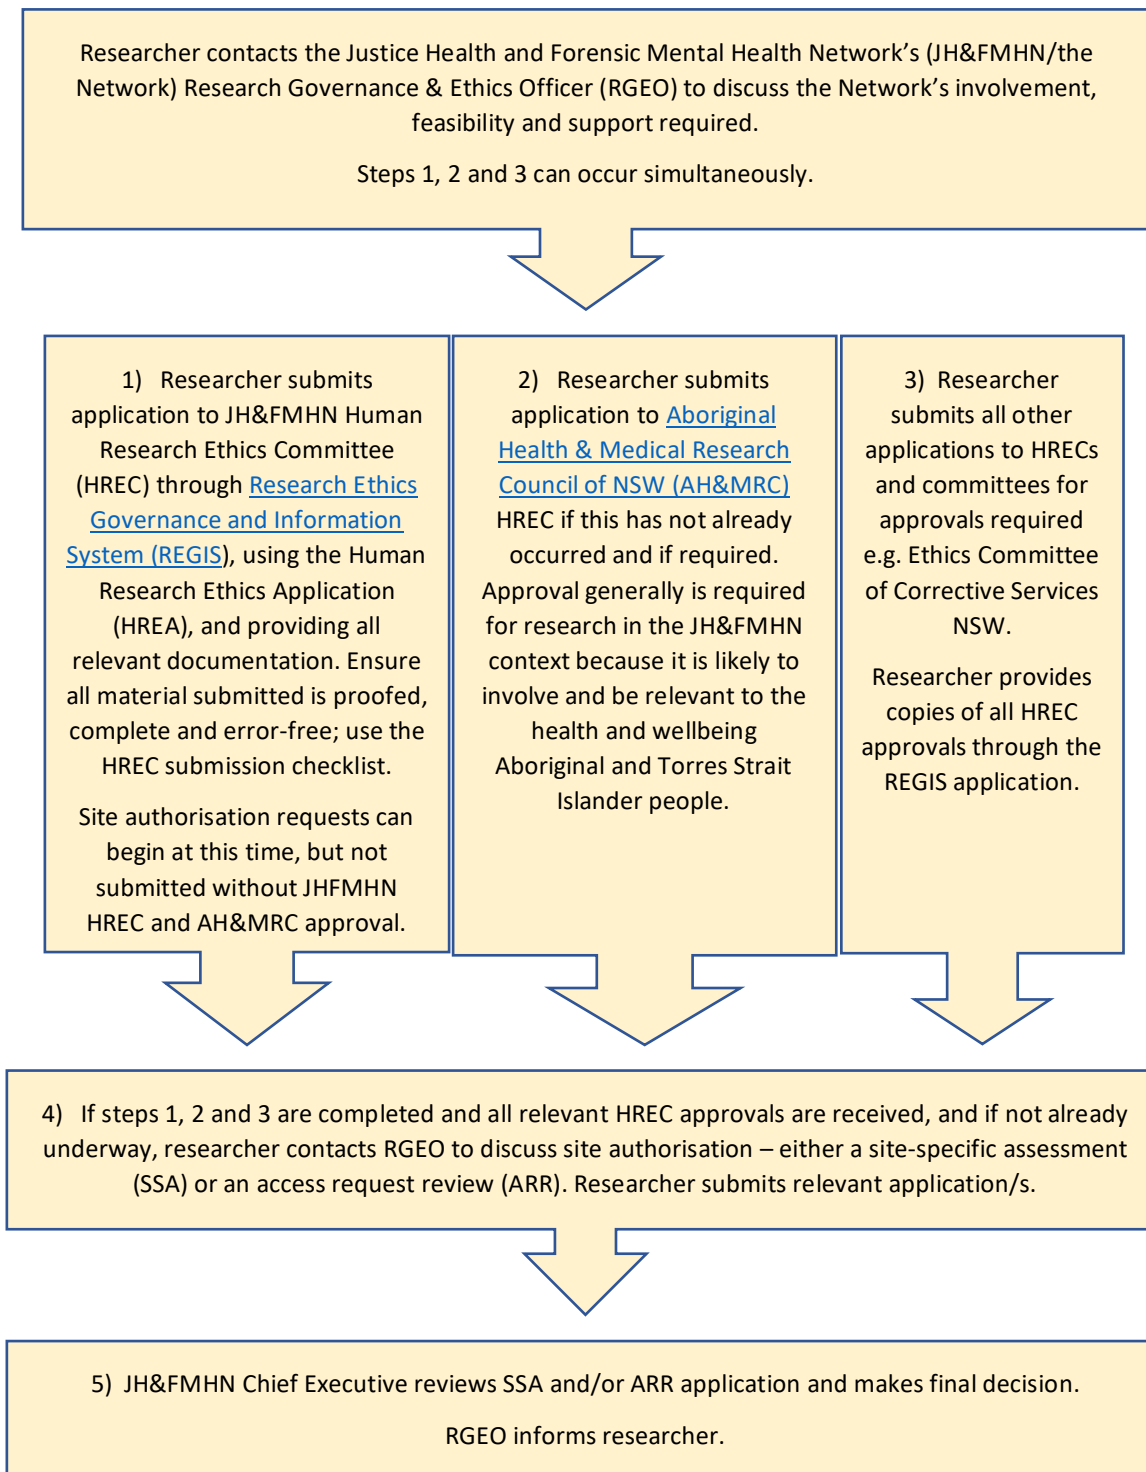 Researcher contacts the Justice Health and Forensic Mental Health Network’s (JH&FMHN/the
Network) Research Governance & Ethics Officer (RGEO) to discuss the Network’s involvement,
feasibility and support required.
Steps 1, 2 and 3 can occur simultaneously.
1) Researcher submits
application to JH&FMHN Human
Research Ethics Committee
(HREC) through Research Ethics
Governance and Information
System (REGIS), using the Human
Research Ethics Application
(HREA), and providing all
relevant documentation. Ensure
all material submitted is proofed,
complete and error-free; use the
HREC submission checklist.
Site authorisation requests can
begin at this time, but not
submitted without JHFMHN
HREC and AH&MRC approval.
2) Researcher submits
application to Aboriginal
Health & Medical Research
Council of NSW (AH&MRC)
HREC if this has not already
occurred and if required.
Approval generally is required
for research in the JH&FMHN
context because it is likely to
involve and be relevant to the
health and wellbeing
Aboriginal and Torres Strait
Islander people.
3) Researcher
submits all other
applications to HRECs
and committees for
approvals required
e.g. Ethics Committee
of Corrective Services
NSW.
Researcher provides
copies of all HREC
approvals through the
REGIS application.
4) If steps 1, 2 and 3 are completed and all relevant HREC approvals are received, and if not already
underway, researcher contacts RGEO to discuss site authorisation – either a site-specific assessment
(SSA) or an access request review (ARR). Researcher submits relevant application/s.
5) JH&FMHN Chief Executive reviews SSA and/or ARR application and makes final decision.
RGEO informs researcher.